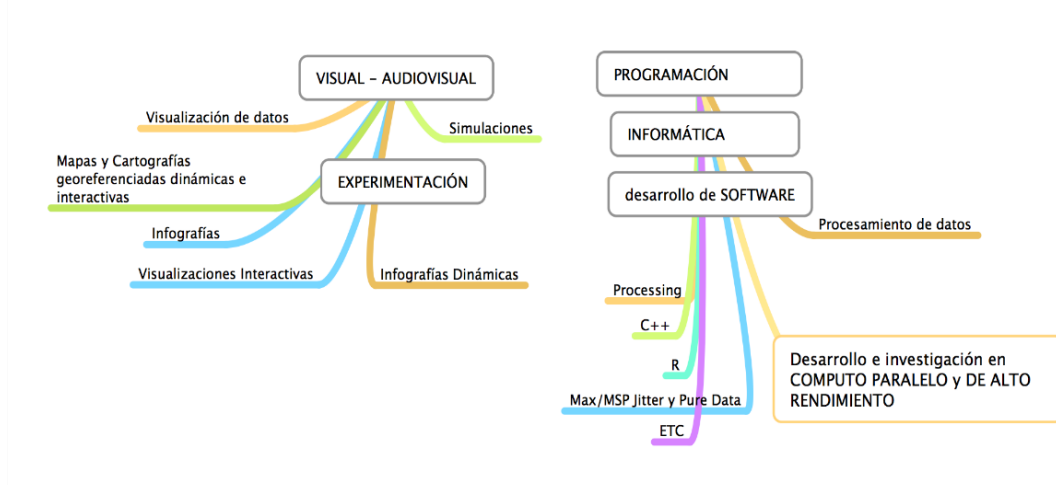 VISUAL – AUDIOVISUAL
Visualización de datos
Simulaciones
Mapas y Cartografías
georeferenciadas dinámicas e
interactivas
EXPERIMENTACIÓN
Infografías
Visualizaciones Interactivas
Infografías Dinámicas
PROGRAMACIÓN
INFORMÁTICA
desarrollo de SOFTWARE
Procesamiento de datos
Processing
C++
R
Max/MSP Jitter y Pure Data
ETC
Desarrollo e investigación en
COMPUTO PARALELO y DE ALTO
RENDIMIENTO